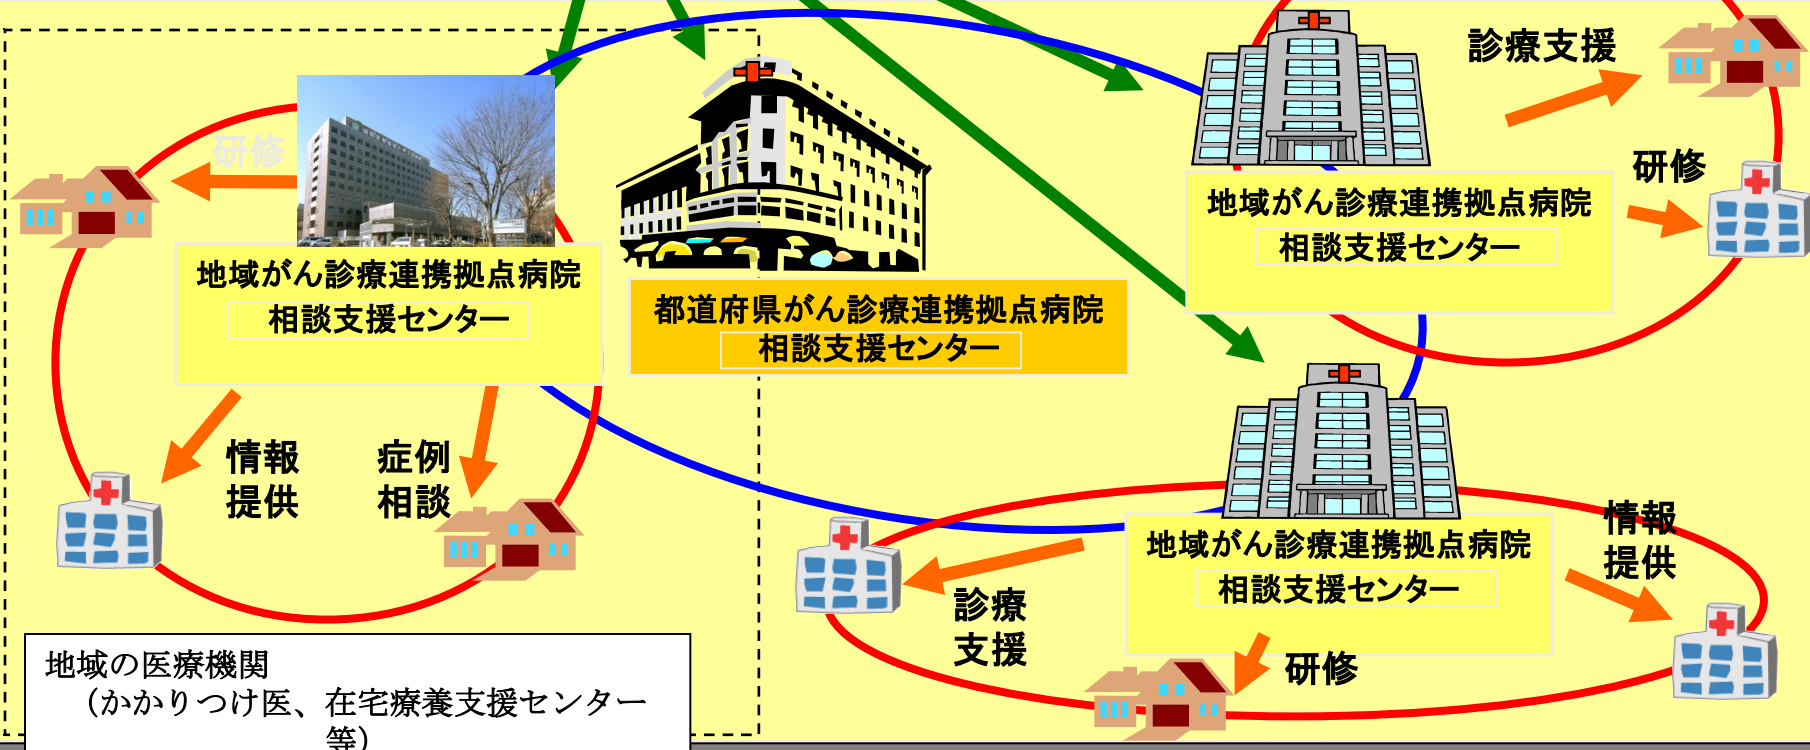 診療支援
研修
研修
地域がん診療連携拠点病院
相談支援センター
地域がん診療連携拠点病院
相談支援センター
都道府県がん診療連携拠点病院
相談支援センター
情報
提供
症例
相談
地域がん診療連携拠点病院
相談支援センター
情報
提供
診療
支援
研修
地域の医療機関
（かかりつけ医、在宅療養支援センター
等）